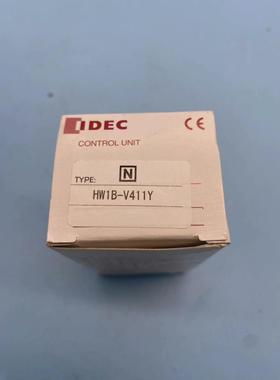 IDEC
CE
CONTROL UNIT
TYPE: N
HW1B-V411Y